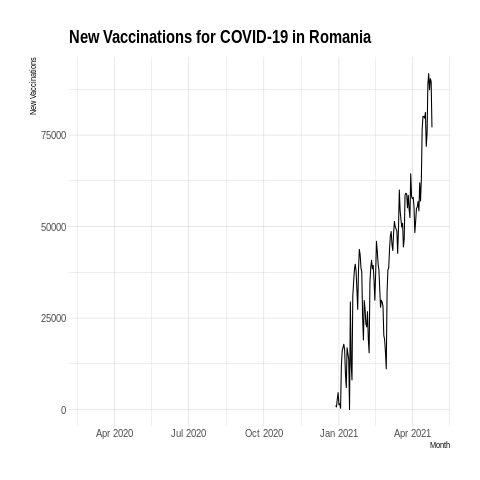 New Vaccinations for COVID-19 in Romania
New Vaccinations
75000
50000
25000
0
Apr 2020 Jul 2020 Oct 2020 Jan 2021 Apr 2021
Month